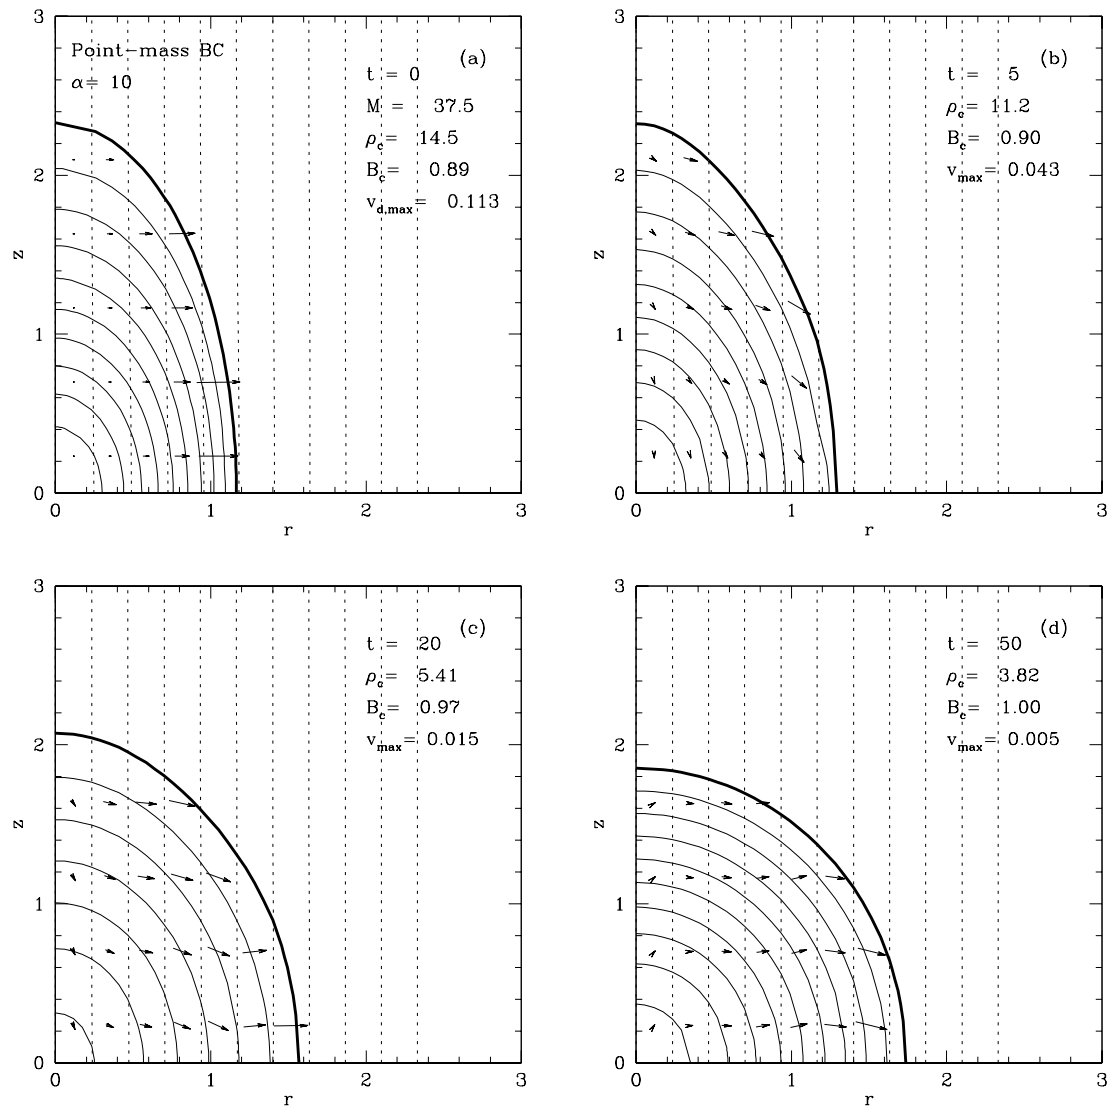 Point-mass BC
α= 10
(a)
t = 0
M = 37.5
ρc= 14.5
Bc= 0.89
vd,max= 0.113
3
2
1
0
z
0 1 2 3
r
(b)
t = 5
ρc= 11.2
Bc= 0.90
vmax= 0.043
3
2
1
0
z
0 1 2 3
r
(c)
t = 20
ρc= 5.41
Bc= 0.97
vmax= 0.015
3
2
1
0
z
0 1 2 3
r
(d)
t = 50
ρc= 3.82
Bc= 1.00
vmax= 0.005
3
2
1
0
z
0 1 2 3
r